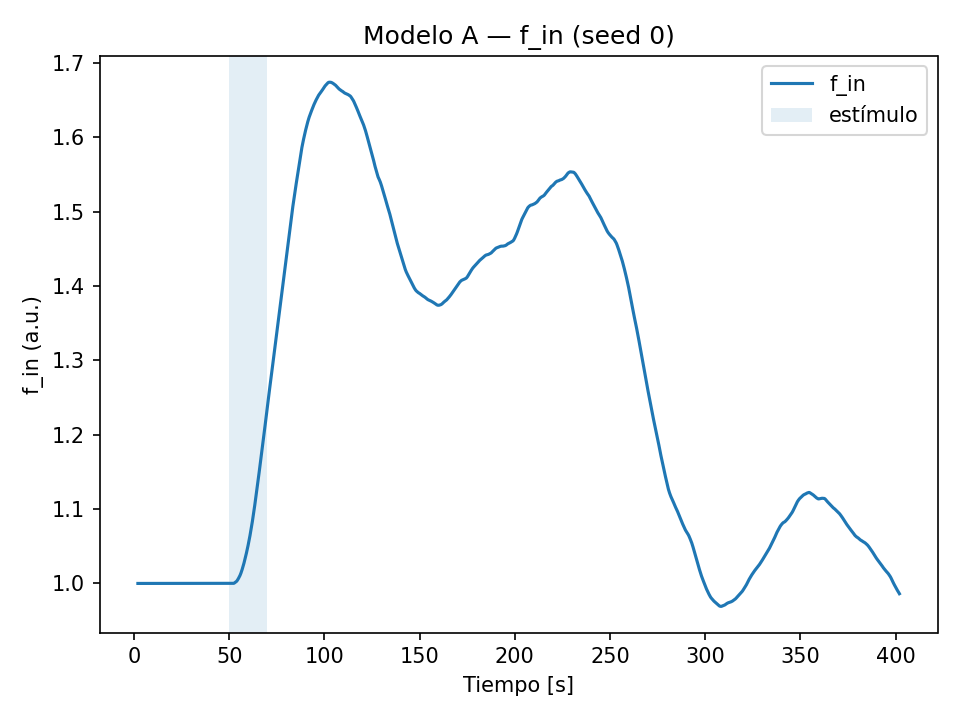 Modelo A — f_in (seed 0)
f_in (a.u.)
1.7
1.6
1.5
1.4
1.3
1.2
1.1
1.0
f_in
estímulo
0 50 100 150 200 250 300 350 400
Tiempo [s]